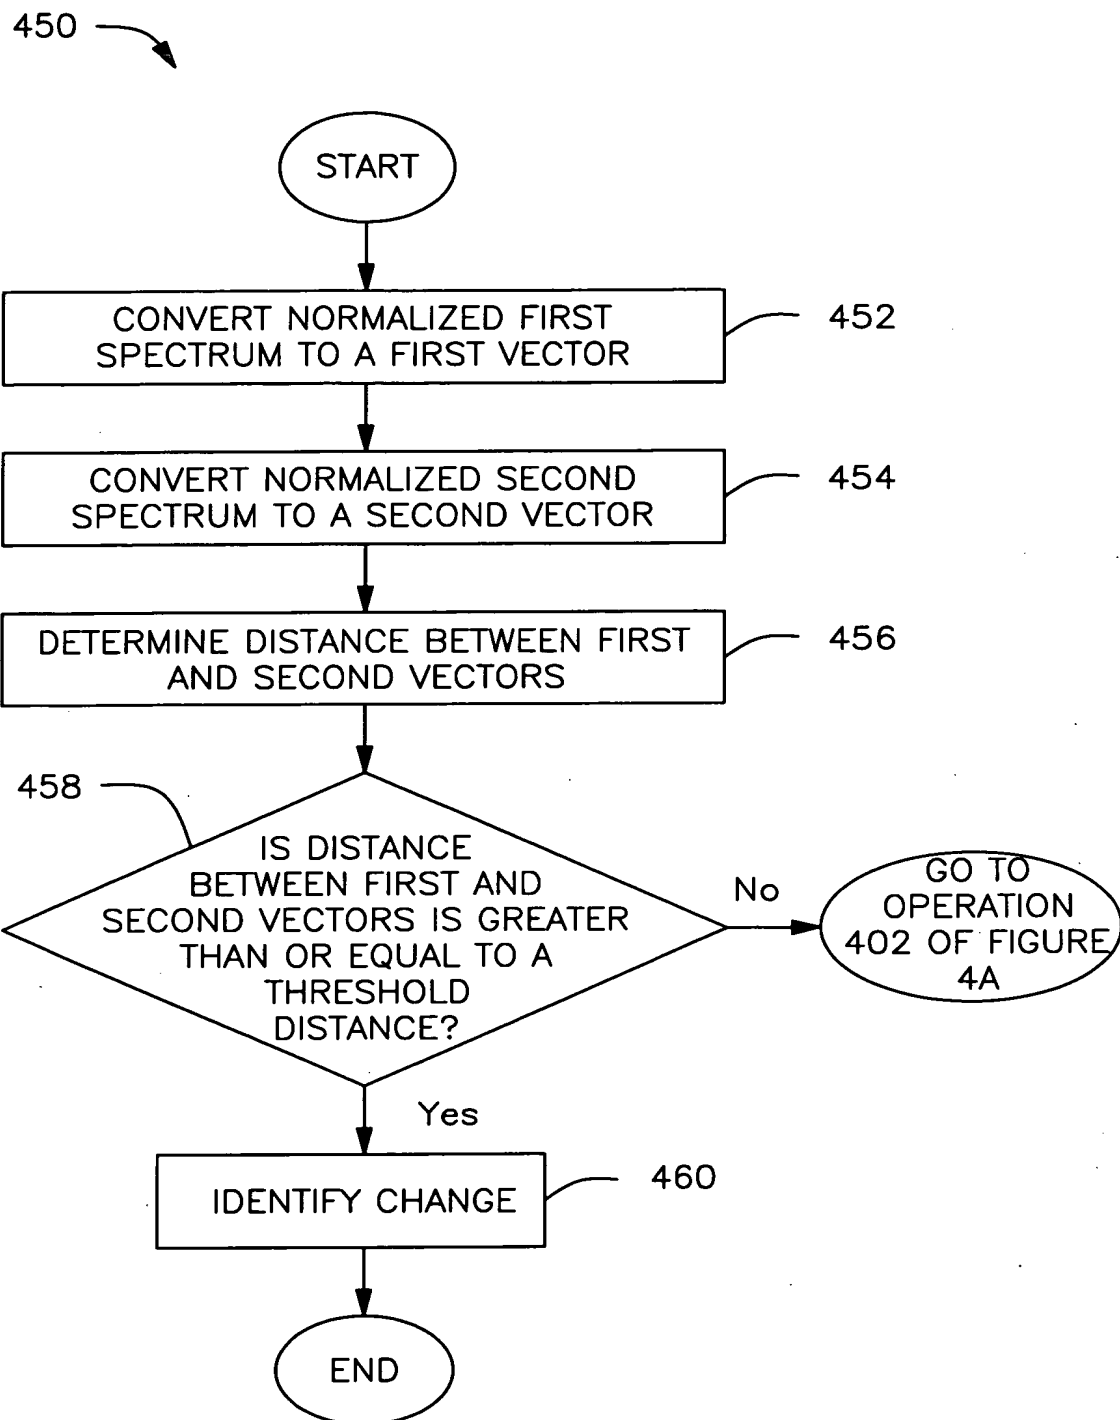 450
START
CONVERT NORMALIZED FIRST
SPECTRUM TO A FIRST VECTOR
452
CONVERT NORMALIZED SECOND
SPECTRUM TO A SECOND VECTOR
454
DETERMINE DISTANCE BETWEEN FIRST
AND SECOND VECTORS
456
458
IS DISTANCE
BETWEEN FIRST AND
SECOND VECTORS IS GREATER
THAN OR EQUAL TO A
THRESHOLD
DISTANCE?
No
GO TO
OPERATION
402 OF FIGURE
4A
Yes
IDENTIFY CHANGE
460
END